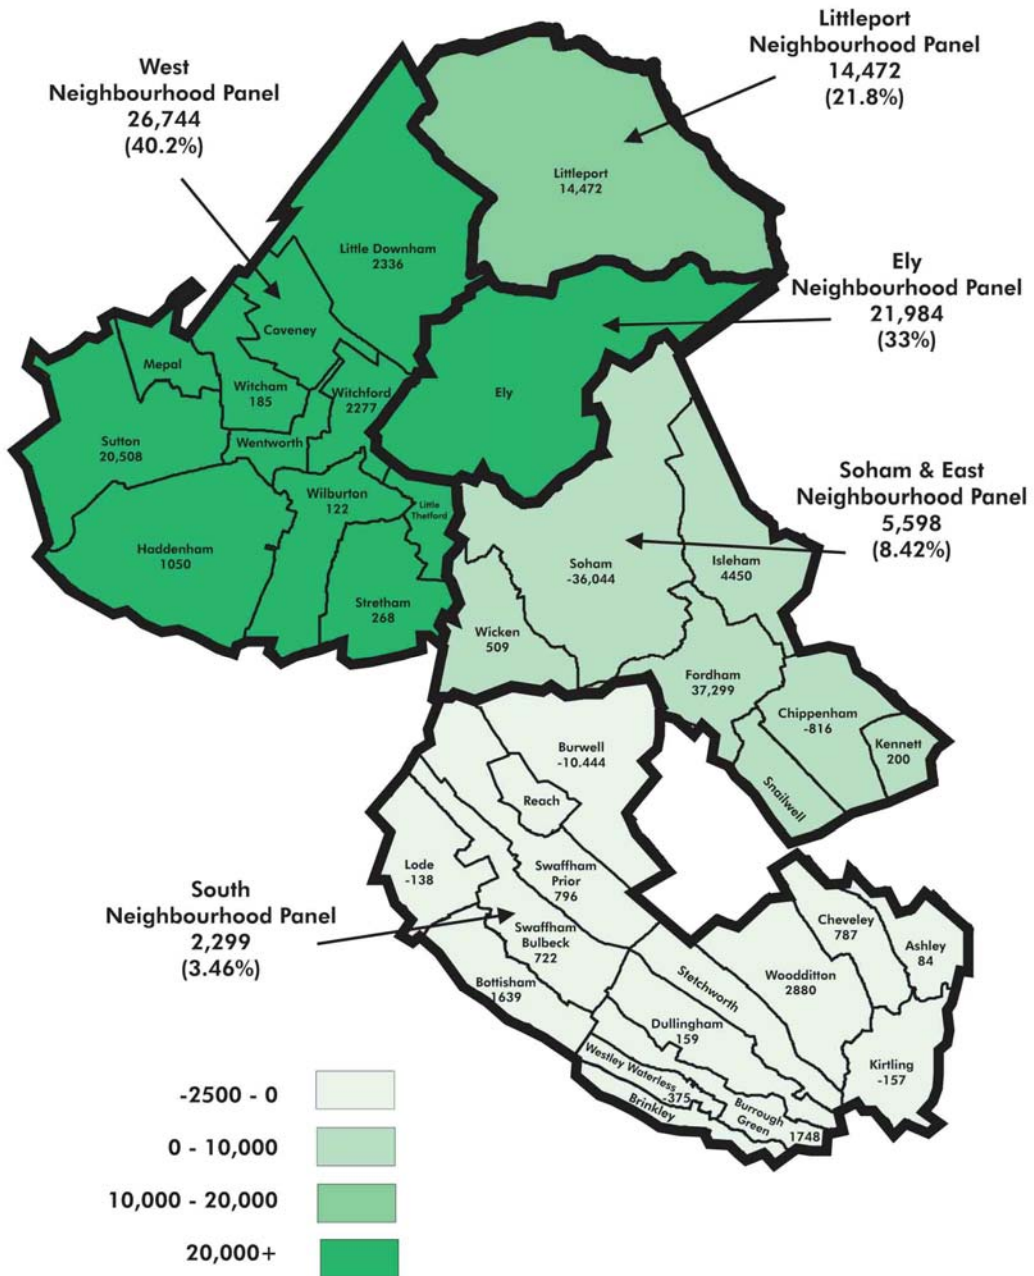 Littleport
Neighbourhood Panel
14,472
(21.8%)
West
Neighbourhood Panel
26,744
(40.2%)
Littleport
14,472
Little Downham
2336
Ely
Neighbourhood Panel
21,984
(33%)
Coveney
Mepal
Witcham
185
Witchford
2277
Ely
Sutton
20,508
Wentworth
Wilburton
122
Little
Thetford
Soham & East
Neighbourhood Panel
5,598
(8.42%)
Haddenham
1050
Soham
-36,044
Isleham
4450
Stretham
268
Wicken
509
Fordham
37,299
Chippenham
-816
Kennett
200
Snailwell
Burwell
-10.444
Reach
Lode
-138
Swaffham
Prior
796
South
Neighbourhood Panel
2,299
(3.46%)
Swaffham
Bulbeck
722
Cheveley
787
Ashley
84
Bottisham
1639
Stetchworth
Woodditton
2880
Dullingham
159
Kirtling
-157
Westley Waterless
-375
Brinkley
Burrough
Green
1748
-2500 - 0
0 - 10,000
10,000 - 20,000
20,000+